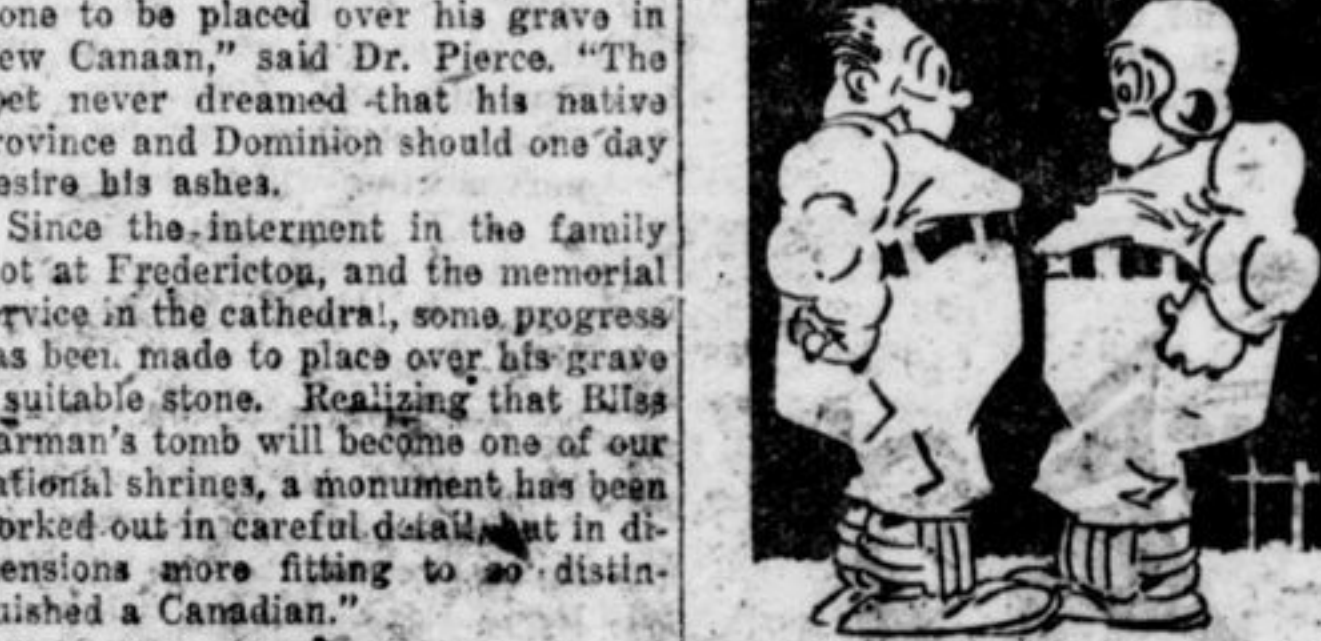 one to be placed over his grave in
ew Canaan," said Dr. Pierce. "The
oet never dreamed that his native
rovince and Dominion should one day
esire his ashes.
Since the interment in the family
ot at Fredericton, and the memorial
rvice in the cathedral, some progress
as been made to place over his grave
suitable stone. Realizing that Bliss
arman's tomb will become one of our
ational shrines, a monument has been
orked out in careful detail, but in di-
ensions more fitting to so distin-
uished a Canadian."